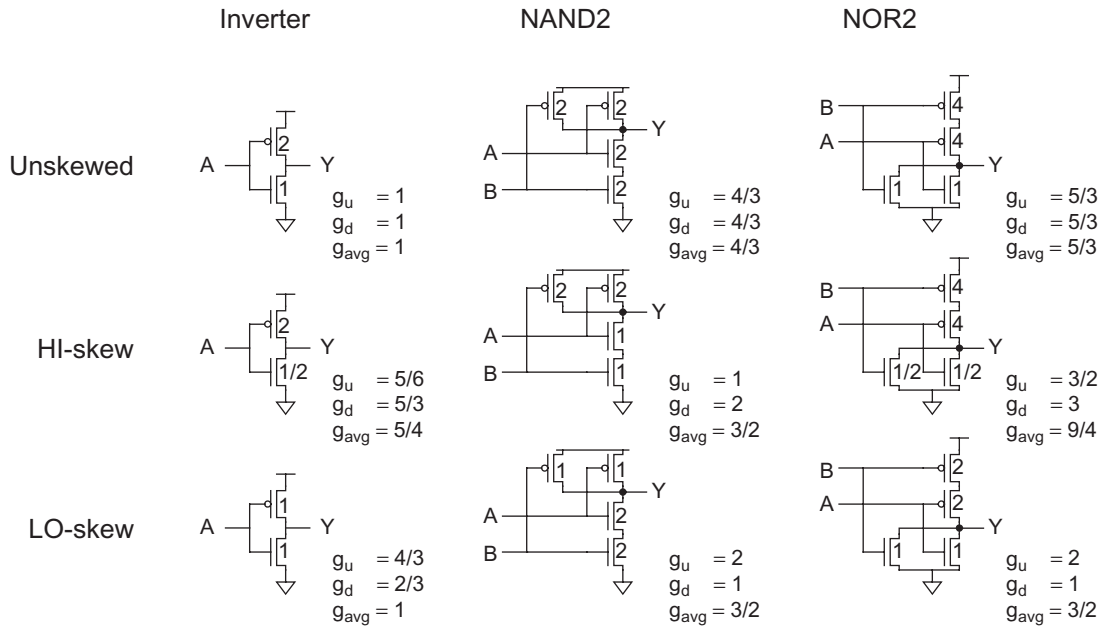 Inverter NAND2 NOR2
Unskewed
A
2
1
Y
g_u = 1
g_d = 1
g_avg = 1
A
B
2
2
2
2
Y
g_u = 4/3
g_d = 4/3
g_avg = 4/3
B
A
4
4
1
1
Y
g_u = 5/3
g_d = 5/3
g_avg = 5/3
HI-skew
A
2
1/2
Y
g_u = 5/6
g_d = 5/3
g_avg = 5/4
A
B
2
2
1
1
Y
g_u = 1
g_d = 2
g_avg = 3/2
B
A
4
4
1/2
1/2
Y
g_u = 3/2
g_d = 3
g_avg = 9/4
LO-skew
A
1
1
Y
g_u = 4/3
g_d = 2/3
g_avg = 1
A
B
1
1
2
2
Y
g_u = 2
g_d = 1
g_avg = 3/2
B
A
2
2
1
1
Y
g_u = 2
g_d = 1
g_avg = 3/2